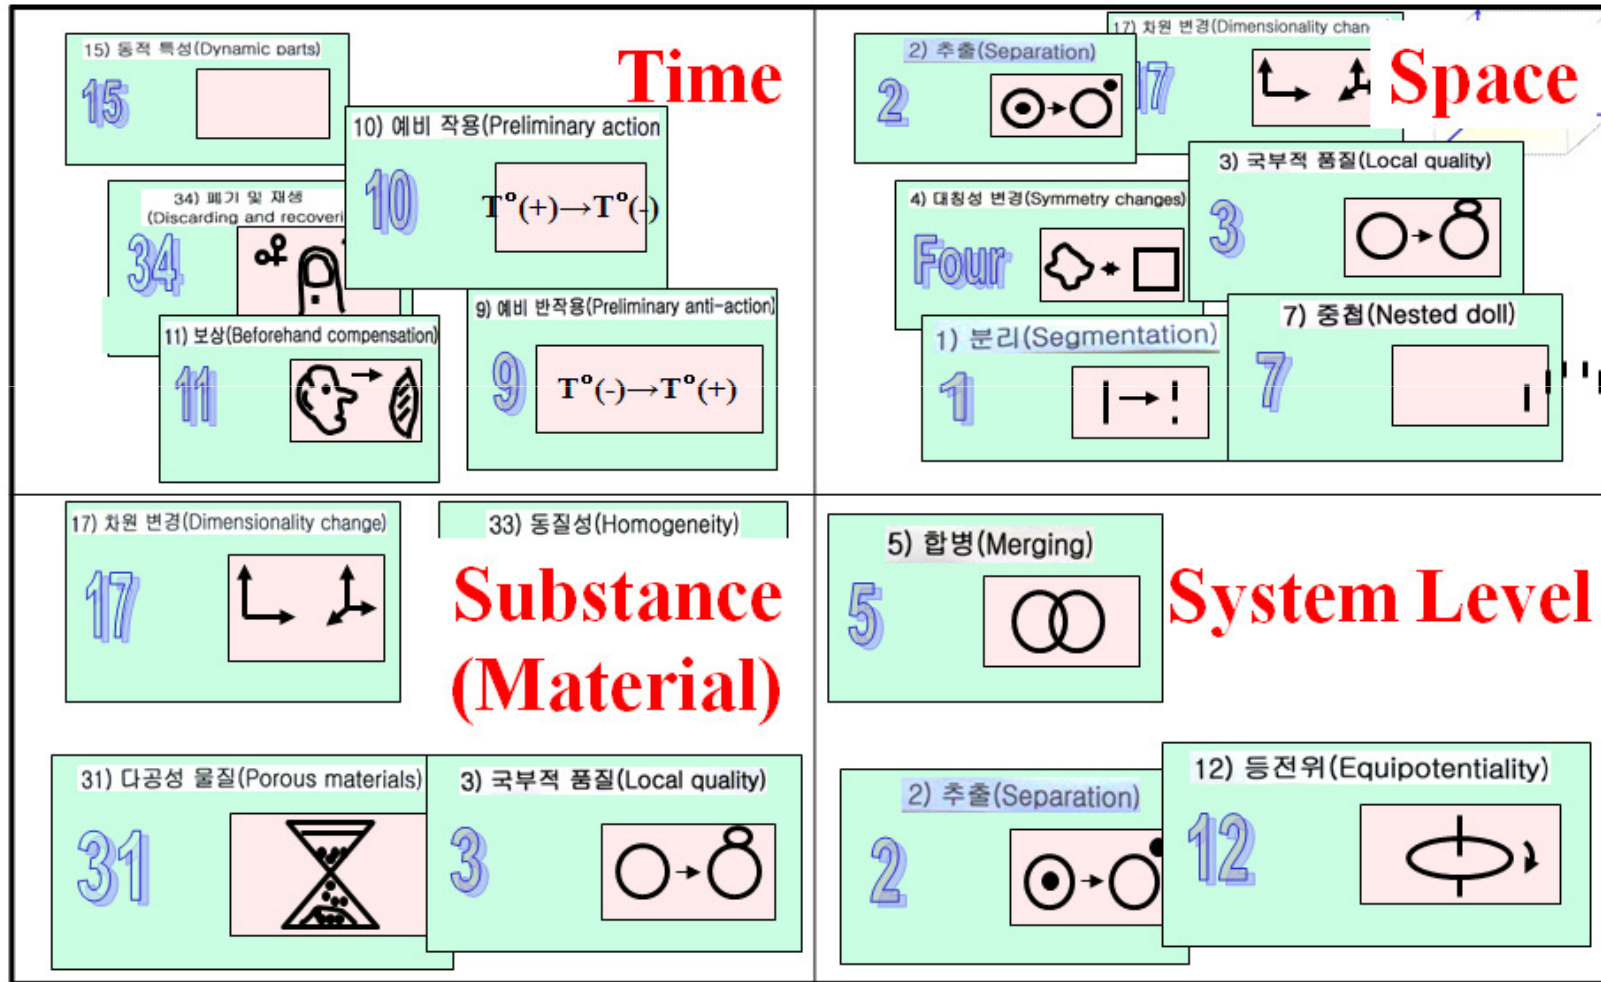 Time
15) 동적 특성(Dynamic parts)
15
10) 예비 작용(Preliminary action
10
T°(+)→T°(-)
34) 폐기 및 재생
(Discarding and recoveri
34
11) 보상(Beforehand compensation)
11
9) 예비 반작용(Preliminary anti-action)
9
T°(-)→T°(+)
Space
17) 차원 변경(Dimensionality chan
17
2) 추출(Separation)
2
3) 국부적 품질(Local quality)
3
4) 대칭성 변경(Symmetry changes)
Four
1) 분리(Segmentation)
1
7) 중첩(Nested doll)
7
17) 차원 변경(Dimensionality change)
17
33) 동질성(Homogeneity)
Substance
(Material)
31) 다공성 물질(Porous materials)
31
3) 국부적 품질(Local quality)
3
5) 합병(Merging)
5
System Level
2) 추출(Separation)
2
12) 등전위(Equipotentiality)
12